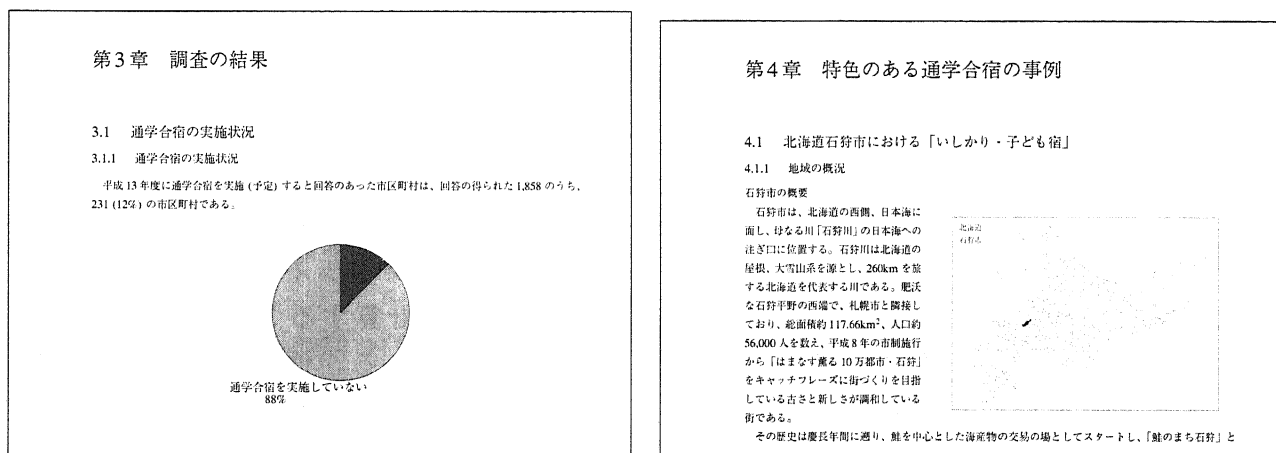 第3章　調査の結果
3.1　通学合宿の実施状況
3.1.1　通学合宿の実施状況
平成 13 年度に通学合宿を実施 (予定) すると回答のあった市区町村は、回答の得られた 1,858 のうち、
231 (12%) の市区町村である。
通学合宿を実施していない
88%
第4章　特色のある通学合宿の事例
4.1　北海道石狩市における「いしかり・子ども宿」
4.1.1　地域の概況
石狩市の概要
石狩市は、北海道の西側、日本海に
面し、母なる川「石狩川」の日本海への
注ぎ口に位置する。石狩川は北海道の
屋根、大雪山系を源とし、260km を旅
する北海道を代表する川である。肥沃
な石狩平野の西端で、札幌市と隣接し
ており、総面積約 117.66km²、人口約
56,000 人を数え、平成 8 年の市制施行
から「はまなす薫る 10 万都市・石狩」
をキャッチフレーズに街づくりを目指
している古さと新しさが調和している
街である。
北海道
石狩市
その歴史は慶長年間に遡り、鮭を中心とした海産物の交易の場としてスタートし、「鮭のまち石狩」と